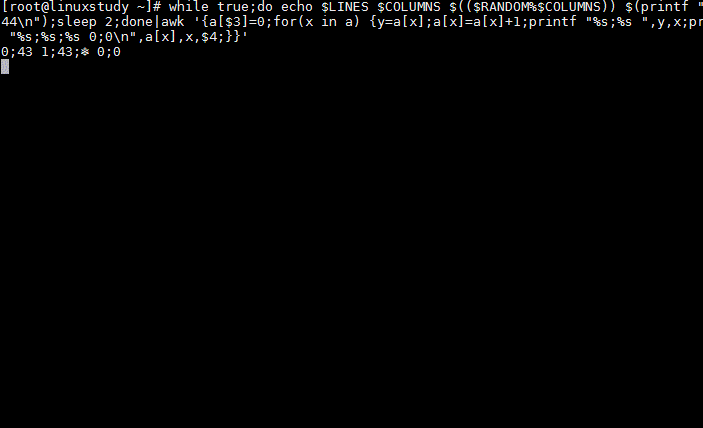 [root@linuxstudy ~]# while true;do echo $LINES $COLUMNS $(($RANDOM%$COLUMNS)) $(printf "
44\n");sleep 2;done|awk '{a[$3]=0;for(x in a) {y=a[x];a[x]=a[x]+1;printf "%s;%s ",y,x;pr
"%s;%s;%s 0;0\n",a[x],x,$4;}}'
0;43 1;43;❄ 0;0